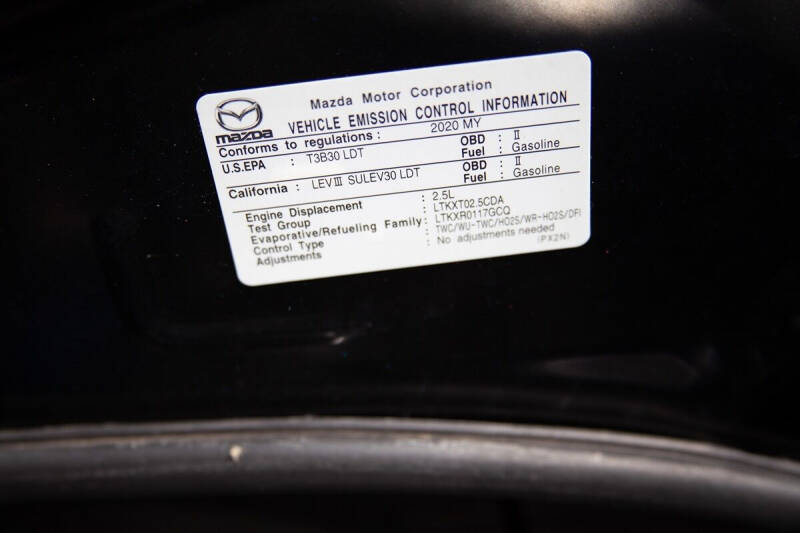 Mazda Motor Corporation
mazda
VEHICLE EMISSION CONTROL INFORMATION
Conforms to regulations : 2020 MY
U.S.EPA : T3B30 LDT OBD : II
Fuel : Gasoline
California : LEVIII SULEV30 LDT OBD : II
Fuel : Gasoline
Engine Displacement : 2.5L
Test Group : LTKXT02.5CDA
Evaporative/Refueling Family : LTKXR0117GCQ
Control Type : TWC/WU-TWC/HO2S/WR-HO2S/DFI
Adjustments : No adjustments needed
(PX2N)